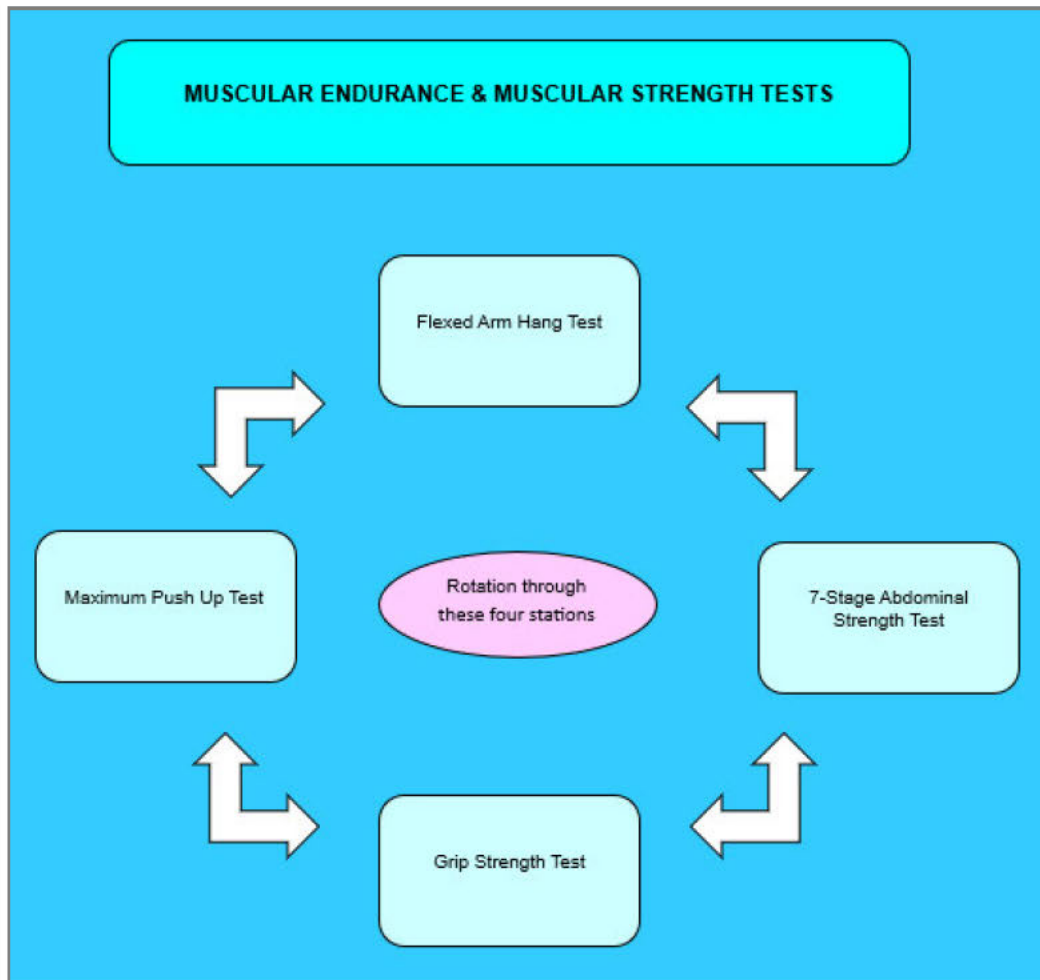 MUSCULAR ENDURANCE & MUSCULAR STRENGTH TESTS
Flexed Arm Hang Test
Maximum Push Up Test
Rotation through
these four stations
7-Stage Abdominal
Strength Test
Grip Strength Test